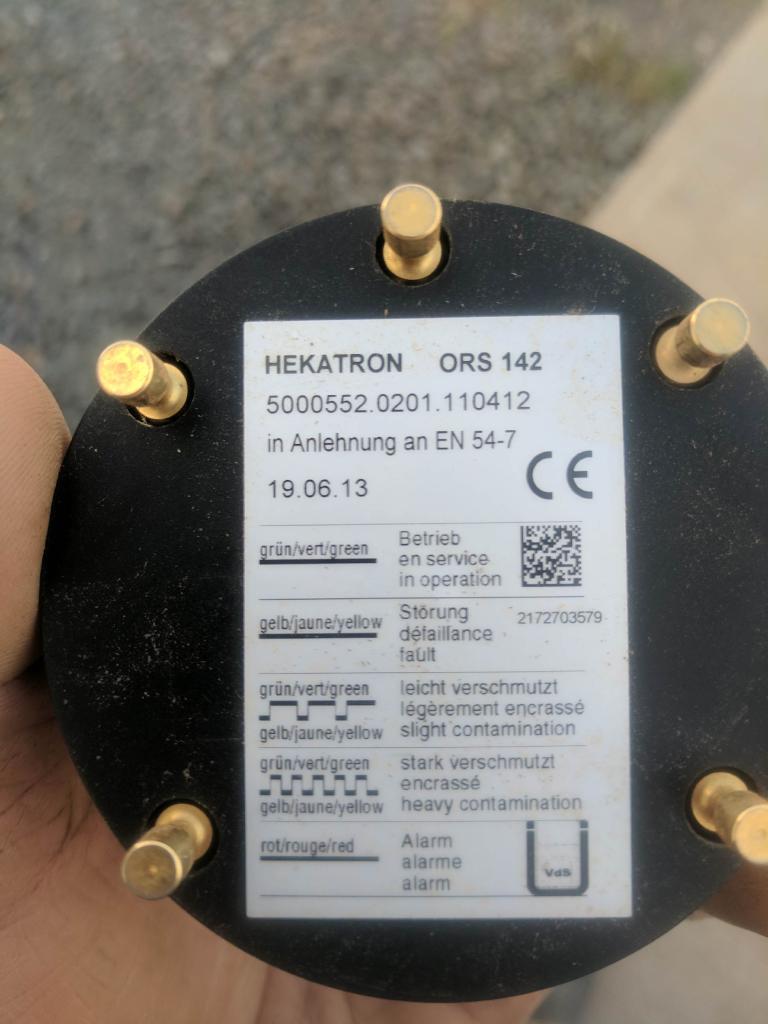 HEKATRON ORS 142
5000552.0201.110412
in Anlehnung an EN 54-7
CE
19.06.13
grün/vert/green
Betrieb
en service
in operation
gelb/jaune/yellow
Störung
défaillance
fault
2172703579
grün/vert/green
gelb/jaune/yellow
leicht verschmutzt
légèrement encrassé
slight contamination
grün/vert/green
gelb/jaune/yellow
stark verschmutzt
encrassé
heavy contamination
rot/rouge/red
Alarm
alarme
alarm
VdS